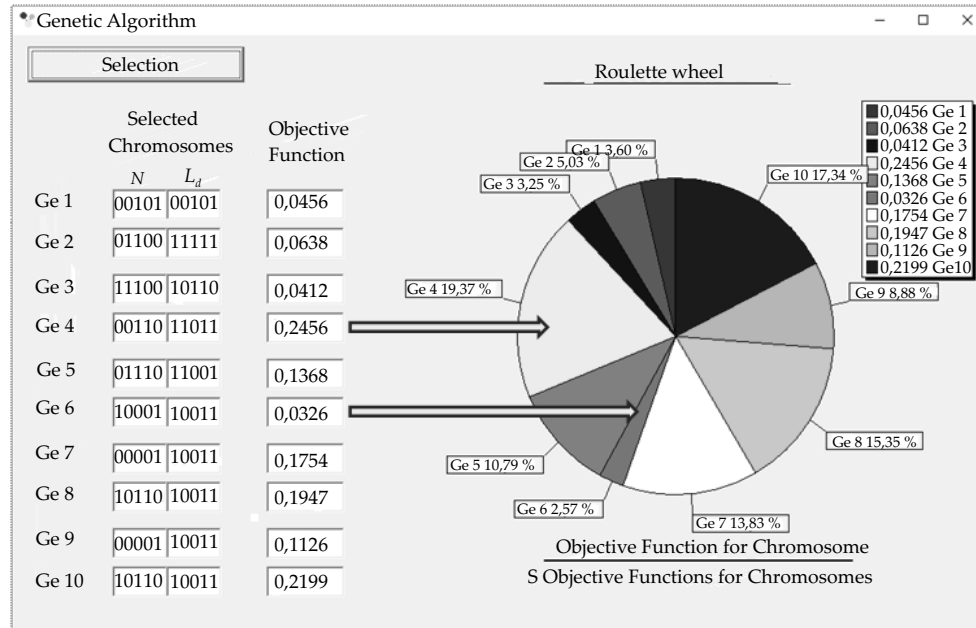 Genetic Algorithm
Selection
Selected
Chromosomes
Objective
Function
N L_d
Ge 1 00101 00101 0,0456
Ge 2 01100 11111 0,0638
Ge 3 11100 10110 0,0412
Ge 4 00110 11011 0,2456
Ge 5 01110 11001 0,1368
Ge 6 10001 10011 0,0326
Ge 7 00001 10011 0,1754
Ge 8 10110 10011 0,1947
Ge 9 00001 10011 0,1126
Ge 10 10110 10011 0,2199
Roulette wheel
Ge 1 3,60 %
Ge 2 5,03 %
Ge 3 3,25 %
Ge 4 19,37 %
Ge 5 10,79 %
Ge 6 2,57 %
Ge 7 13,83 %
Ge 8 15,35 %
Ge 9 8,88 %
Ge 10 17,34 %
0,0456 Ge 1
0,0638 Ge 2
0,0412 Ge 3
0,2456 Ge 4
0,1368 Ge 5
0,0326 Ge 6
0,1754 Ge 7
0,1947 Ge 8
0,1126 Ge 9
0,2199 Ge10
Objective Function for Chromosome
S Objective Functions for Chromosomes